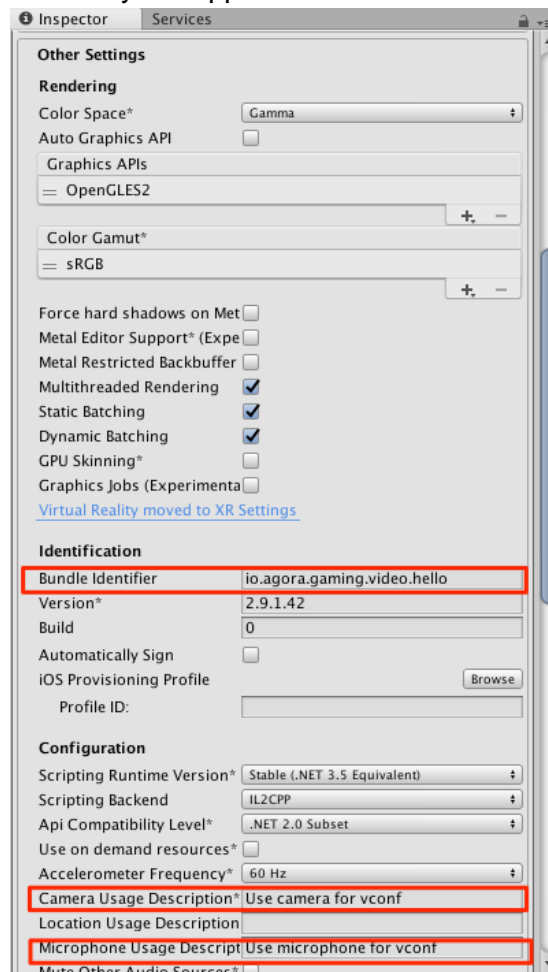 Inspector Services
Other Settings
Rendering
Color Space* Gamma
Auto Graphics API
Graphics APIs
OpenGLES2
+ −
Color Gamut*
sRGB
+ −
Force hard shadows on Met
Metal Editor Support* (Expe
Metal Restricted Backbuffer
Multithreaded Rendering
Static Batching
Dynamic Batching
GPU Skinning*
Graphics Jobs (Experimenta
Virtual Reality moved to XR Settings
Identification
Bundle Identifier io.agora.gaming.video.hello
Version* 2.9.1.42
Build 0
Automatically Sign
iOS Provisioning Profile Browse
Profile ID:
Configuration
Scripting Runtime Version* Stable (.NET 3.5 Equivalent)
Scripting Backend IL2CPP
Api Compatibility Level* .NET 2.0 Subset
Use on demand resources*
Accelerometer Frequency* 60 Hz
Camera Usage Description* Use camera for vconf
Location Usage Description
Microphone Usage Descript Use microphone for vconf
Mute Other Audio Sources*